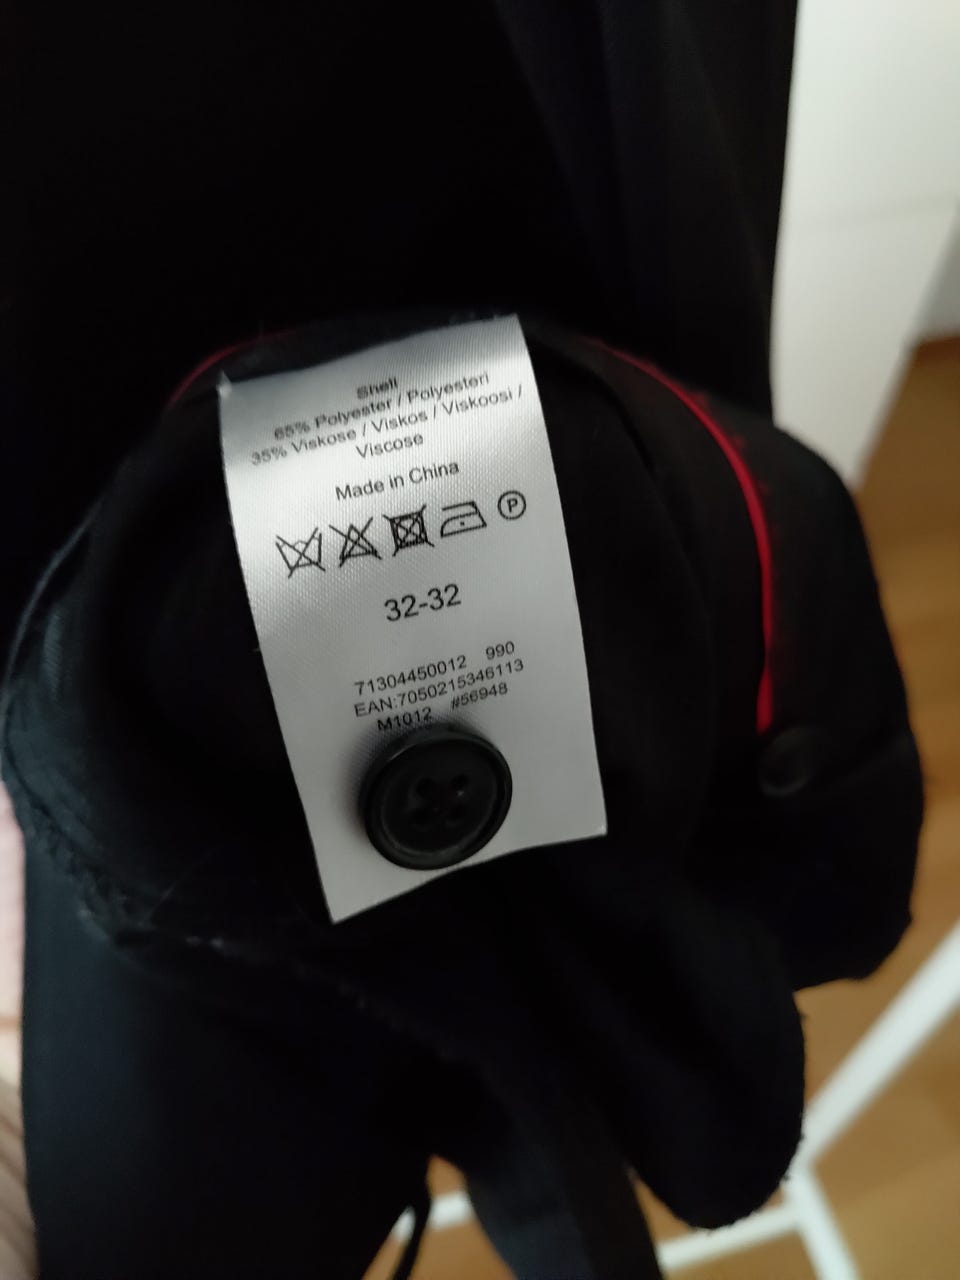 Shell
65% Polyester / Polyesteri
35% Viskose / Viskos / Viskoosi /
Viscose
Made in China
P
32-32
71304450012 990
EAN:7050215346113
M1012 #56948